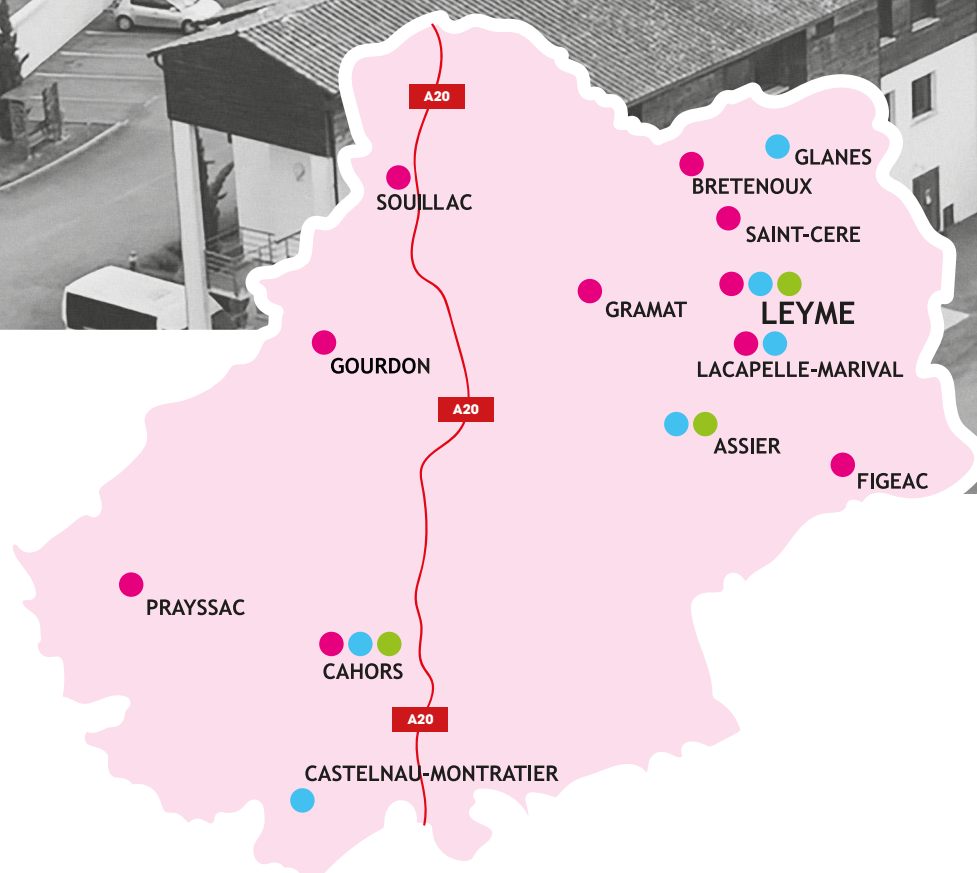 A20
GLANES
BRETENOUX
SOUILLAC
SAINT-CERE
GRAMAT
LEYME
GOURDON
LACAPELLE-MARIVAL
A20
ASSIER
FIGEAC
PRAYSSAC
CAHORS
A20
CASTELNAU-MONTRATIER